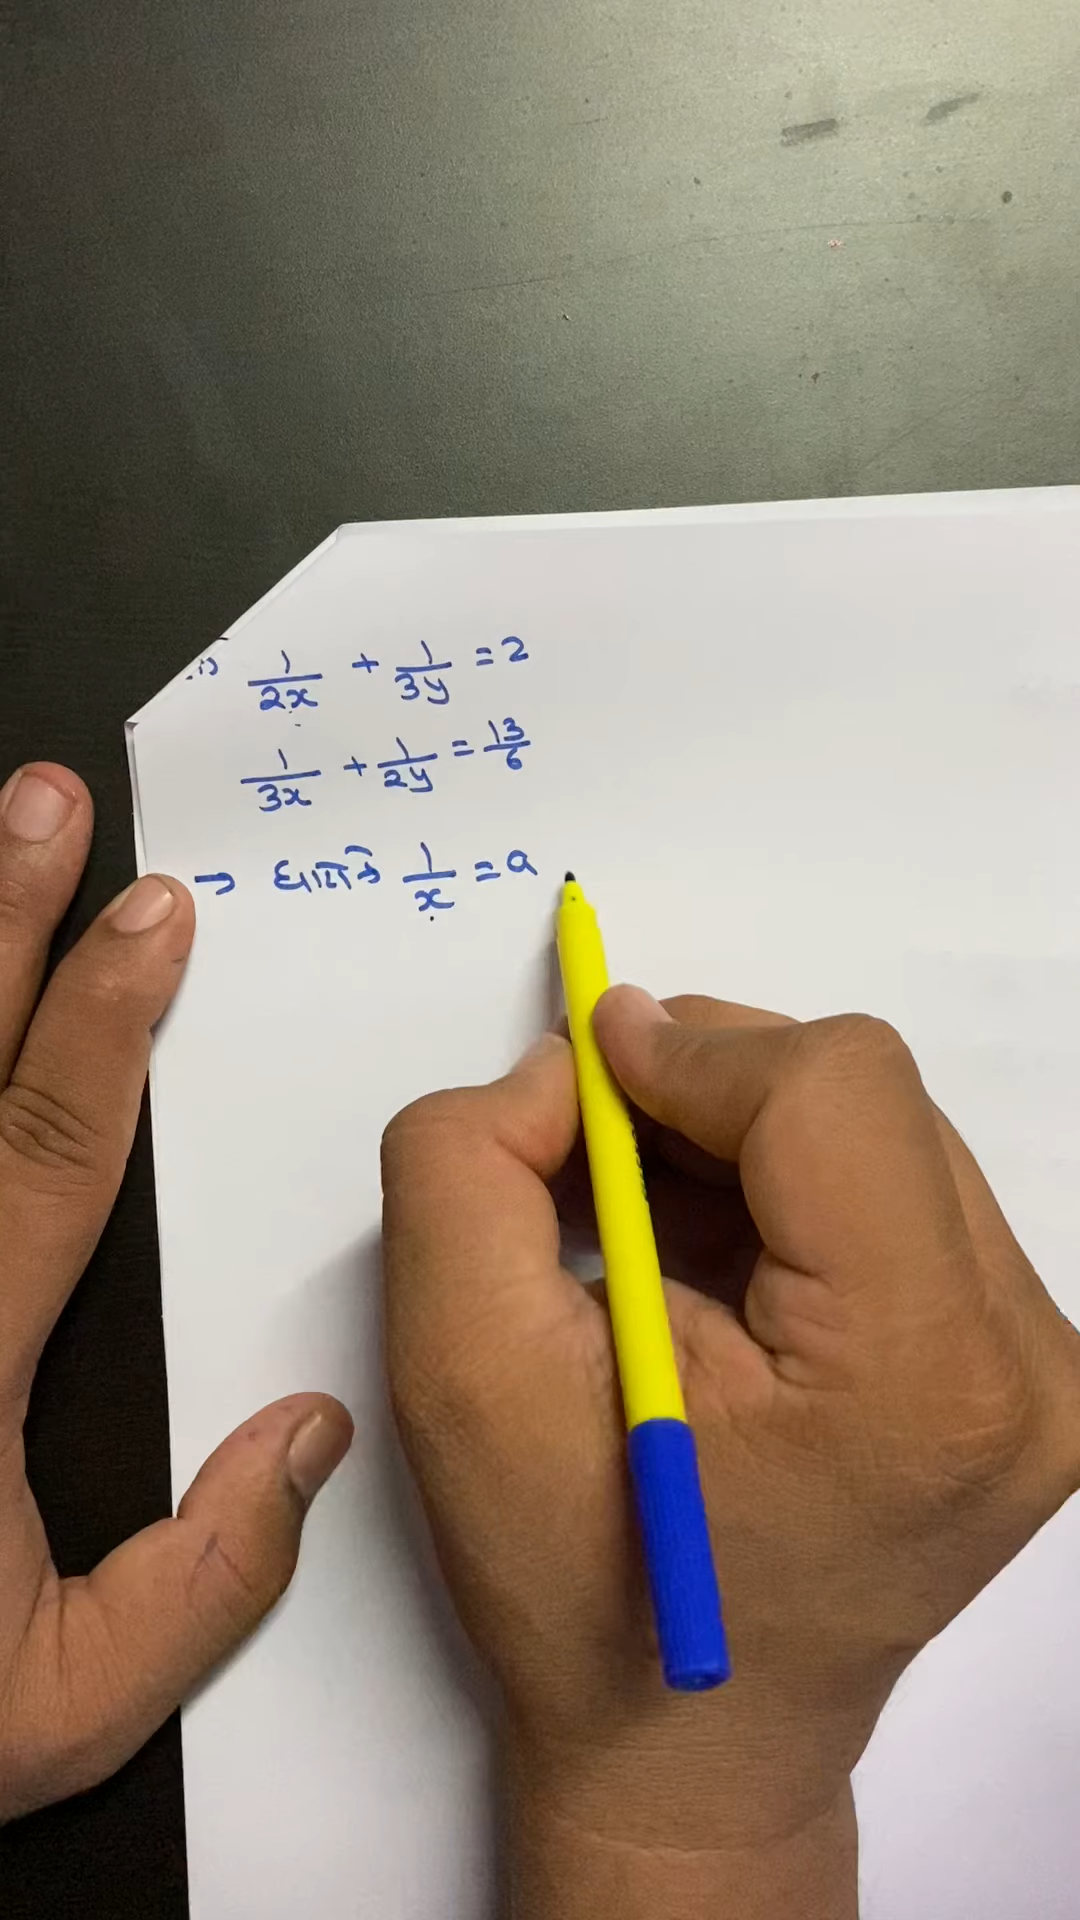 i) 1/2x + 1/3y = 2
1/3x + 1/2y = 13/6
→ ધારોકે 1/x = a